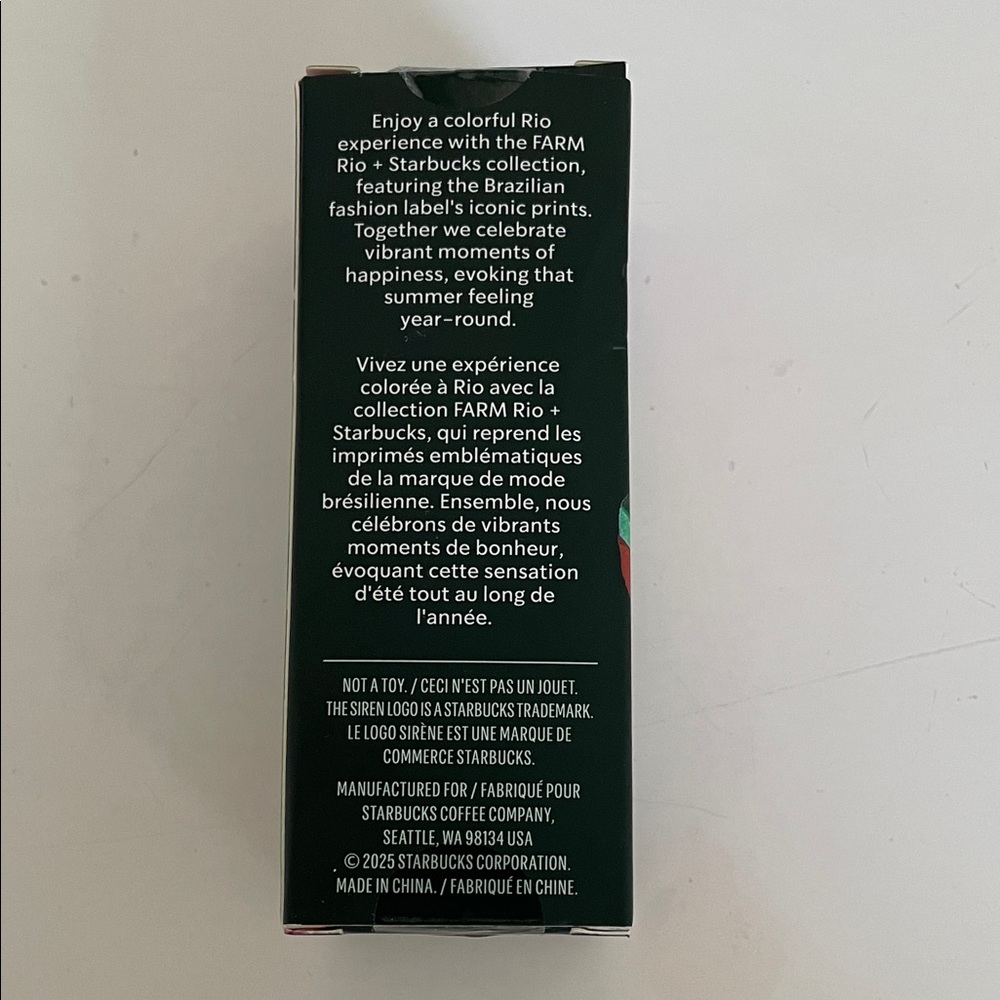 Enjoy a colorful Rio
experience with the FARM
Rio + Starbucks collection,
featuring the Brazilian
fashion label's iconic prints.
Together we celebrate
vibrant moments of
happiness, evoking that
summer feeling
year-round.
Vivez une expérience
colorée à Rio avec la
collection FARM Rio +
Starbucks, qui reprend les
imprimés emblématiques
de la marque de mode
brésilienne. Ensemble, nous
célébrons de vibrants
moments de bonheur,
évoquant cette sensation
d'été tout au long de
l'année.
NOT A TOY. / CECI N'EST PAS UN JOUET.
THE SIREN LOGO IS A STARBUCKS TRADEMARK.
LE LOGO SIRÈNE EST UNE MARQUE DE
COMMERCE STARBUCKS.
MANUFACTURED FOR / FABRIQUÉ POUR
STARBUCKS COFFEE COMPANY,
SEATTLE, WA 98134 USA
© 2025 STARBUCKS CORPORATION.
MADE IN CHINA. / FABRIQUÉ EN CHINE.